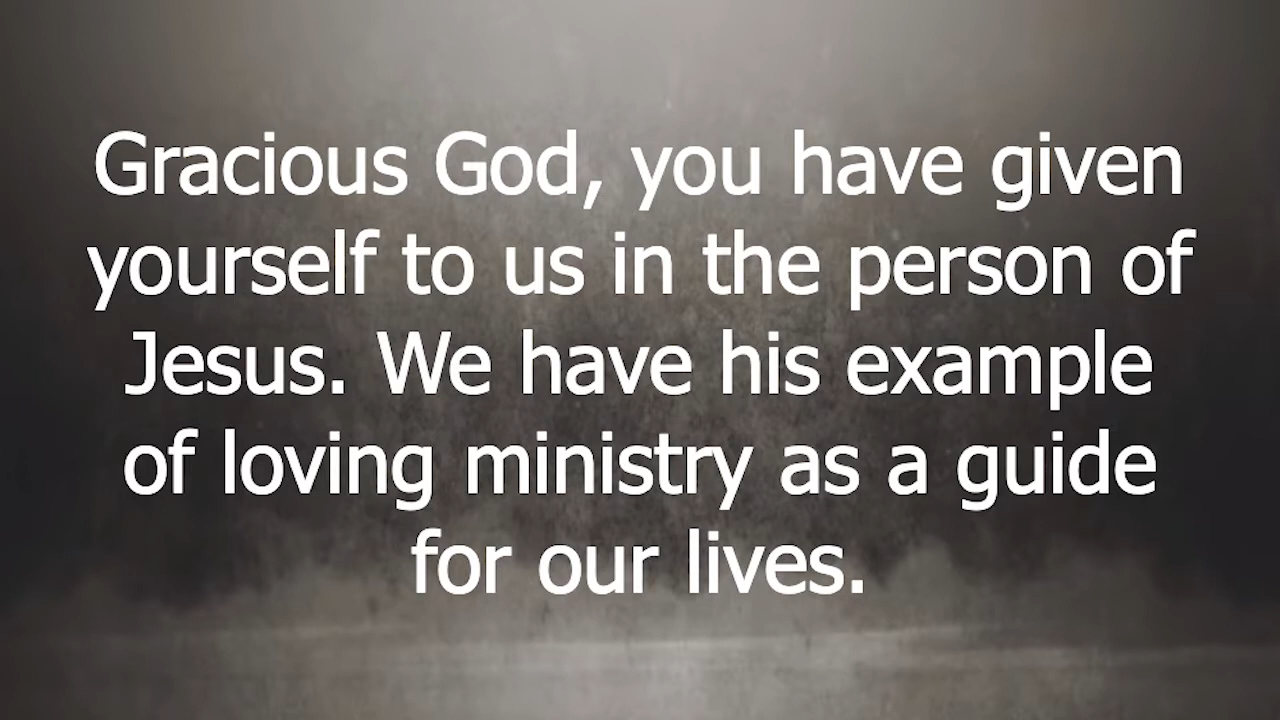 Gracious God, you have given
yourself to us in the person of
Jesus. We have his example
of loving ministry as a guide
for our lives.